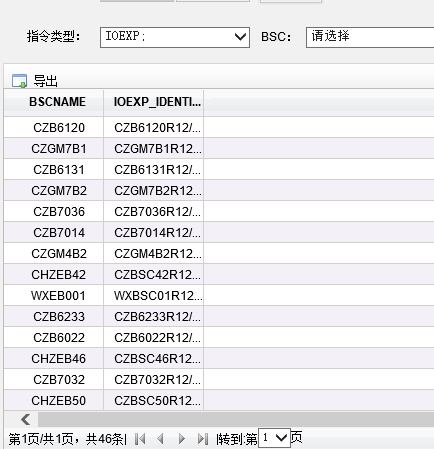 指令类型： IOEXP; BSC： 请选择
导出
BSCNAME IOEXP_IDENTI...
CZB6120 CZB6120R12/...
CZGM7B1 CZGM7B1R12...
CZB6131 CZB6131R12/...
CZGM7B2 CZGM7B2R12...
CZB7036 CZB7036R12/...
CZB7014 CZB7014R12/...
CZGM4B2 CZGM4B2R12...
CHZEB42 CZBSC42R12...
WXEB001 WXBSC01R12...
CZB6233 CZB6233R12/...
CZB6022 CZB6022R12/...
CHZEB46 CZBSC46R12...
CZB7032 CZB7032R12/...
CHZEB50 CZBSC50R12...
第1页/共1页，共46条| |转到:第 1 页